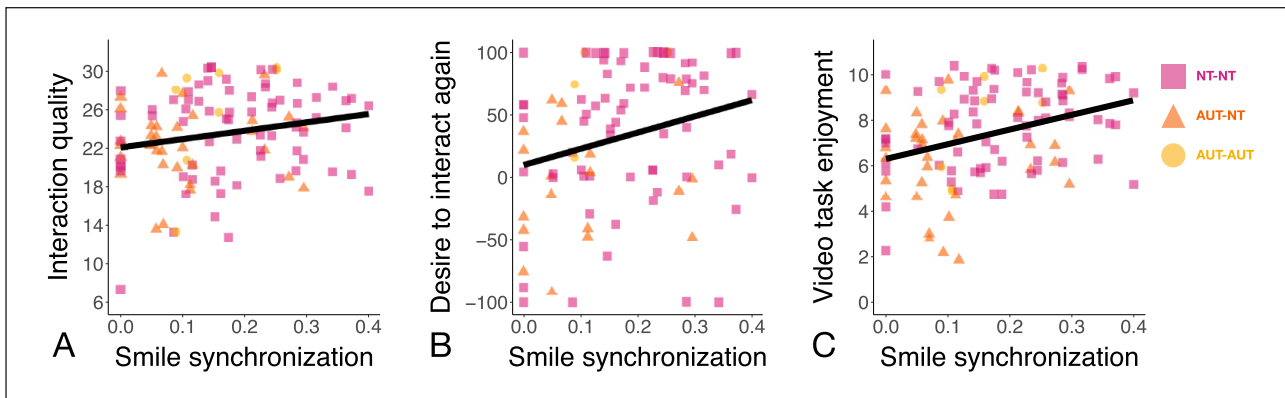 Interaction quality
30
26
22
18
14
10
6
0.0 0.1 0.2 0.3 0.4
A Smile synchronization
Desire to interact again
100
50
0
−50
−100
0.0 0.1 0.2 0.3 0.4
B Smile synchronization
Video task enjoyment
10
8
6
4
2
0
0.0 0.1 0.2 0.3 0.4
C Smile synchronization
NT-NT
AUT-NT
AUT-AUT